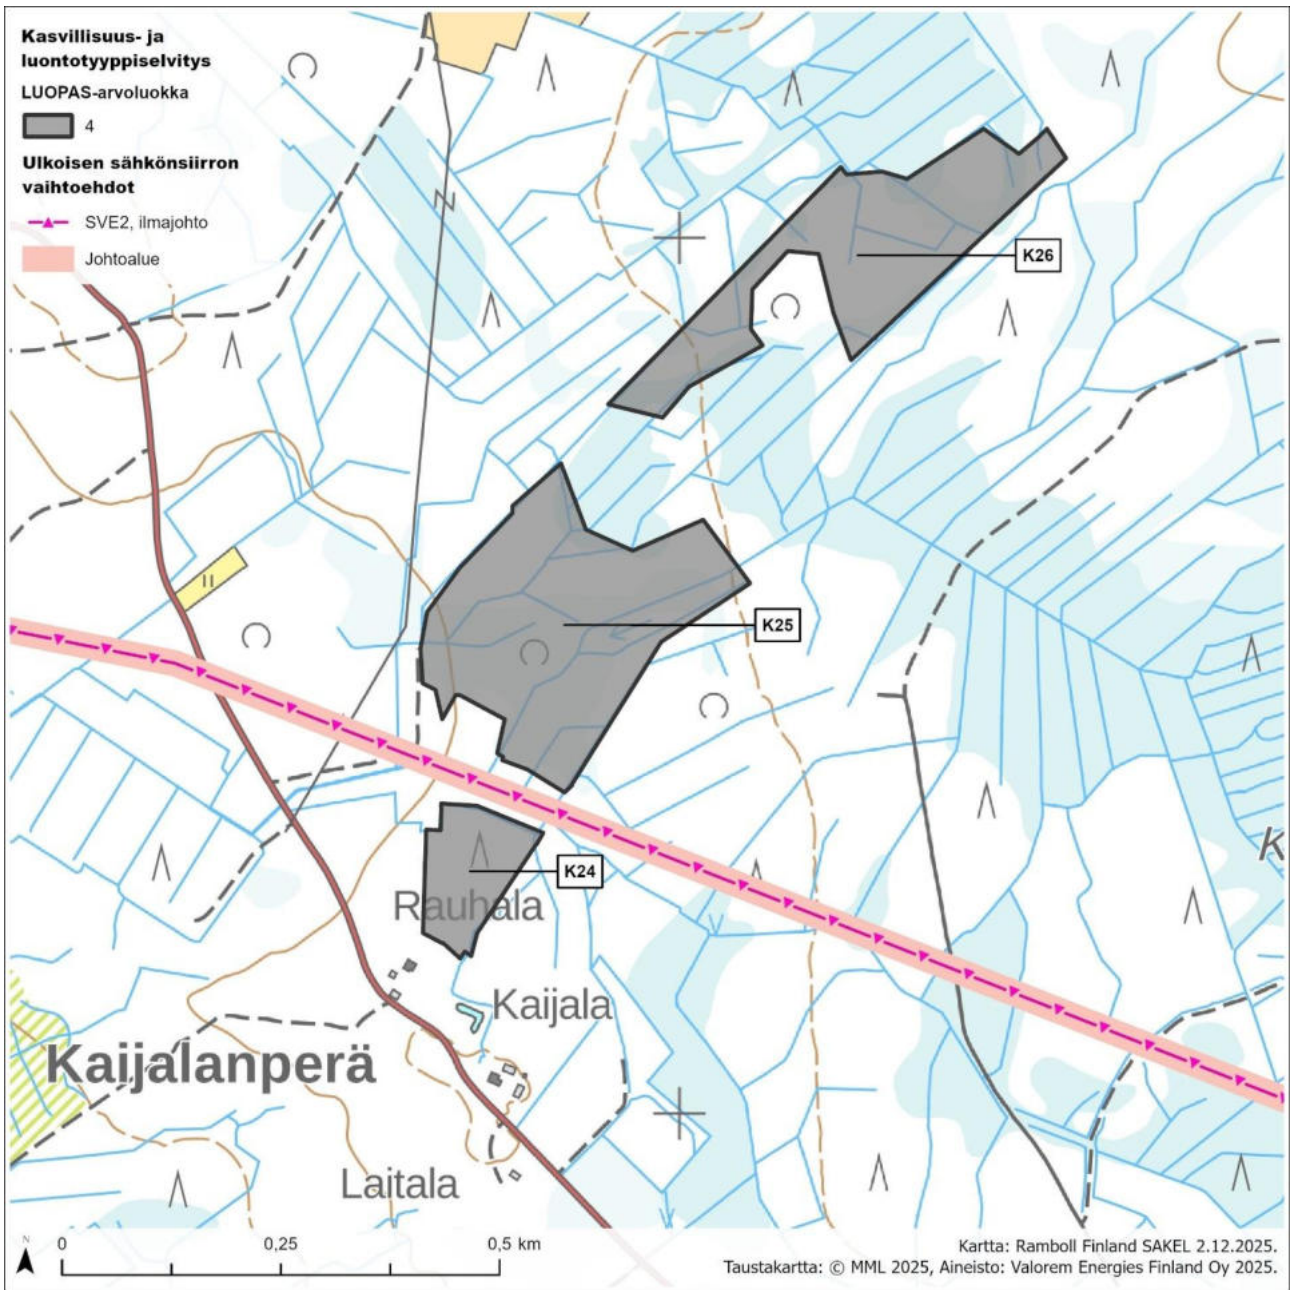 Kasvillisuus- ja
luontotyyppiselvitys
LUOPAS-arvoluokka
4
Ulkoisen sähkönsiirron
vaihtoehdot
SVE2, ilmajohto
Johtoalue
K26
K25
K24
Rauhala
Kaijala
Kaijalanperä
Laitala
K
N
0 0,25 0,5 km
Kartta: Ramboll Finland SAKEL 2.12.2025.
Taustakartta: © MML 2025, Aineisto: Valorem Energies Finland Oy 2025.